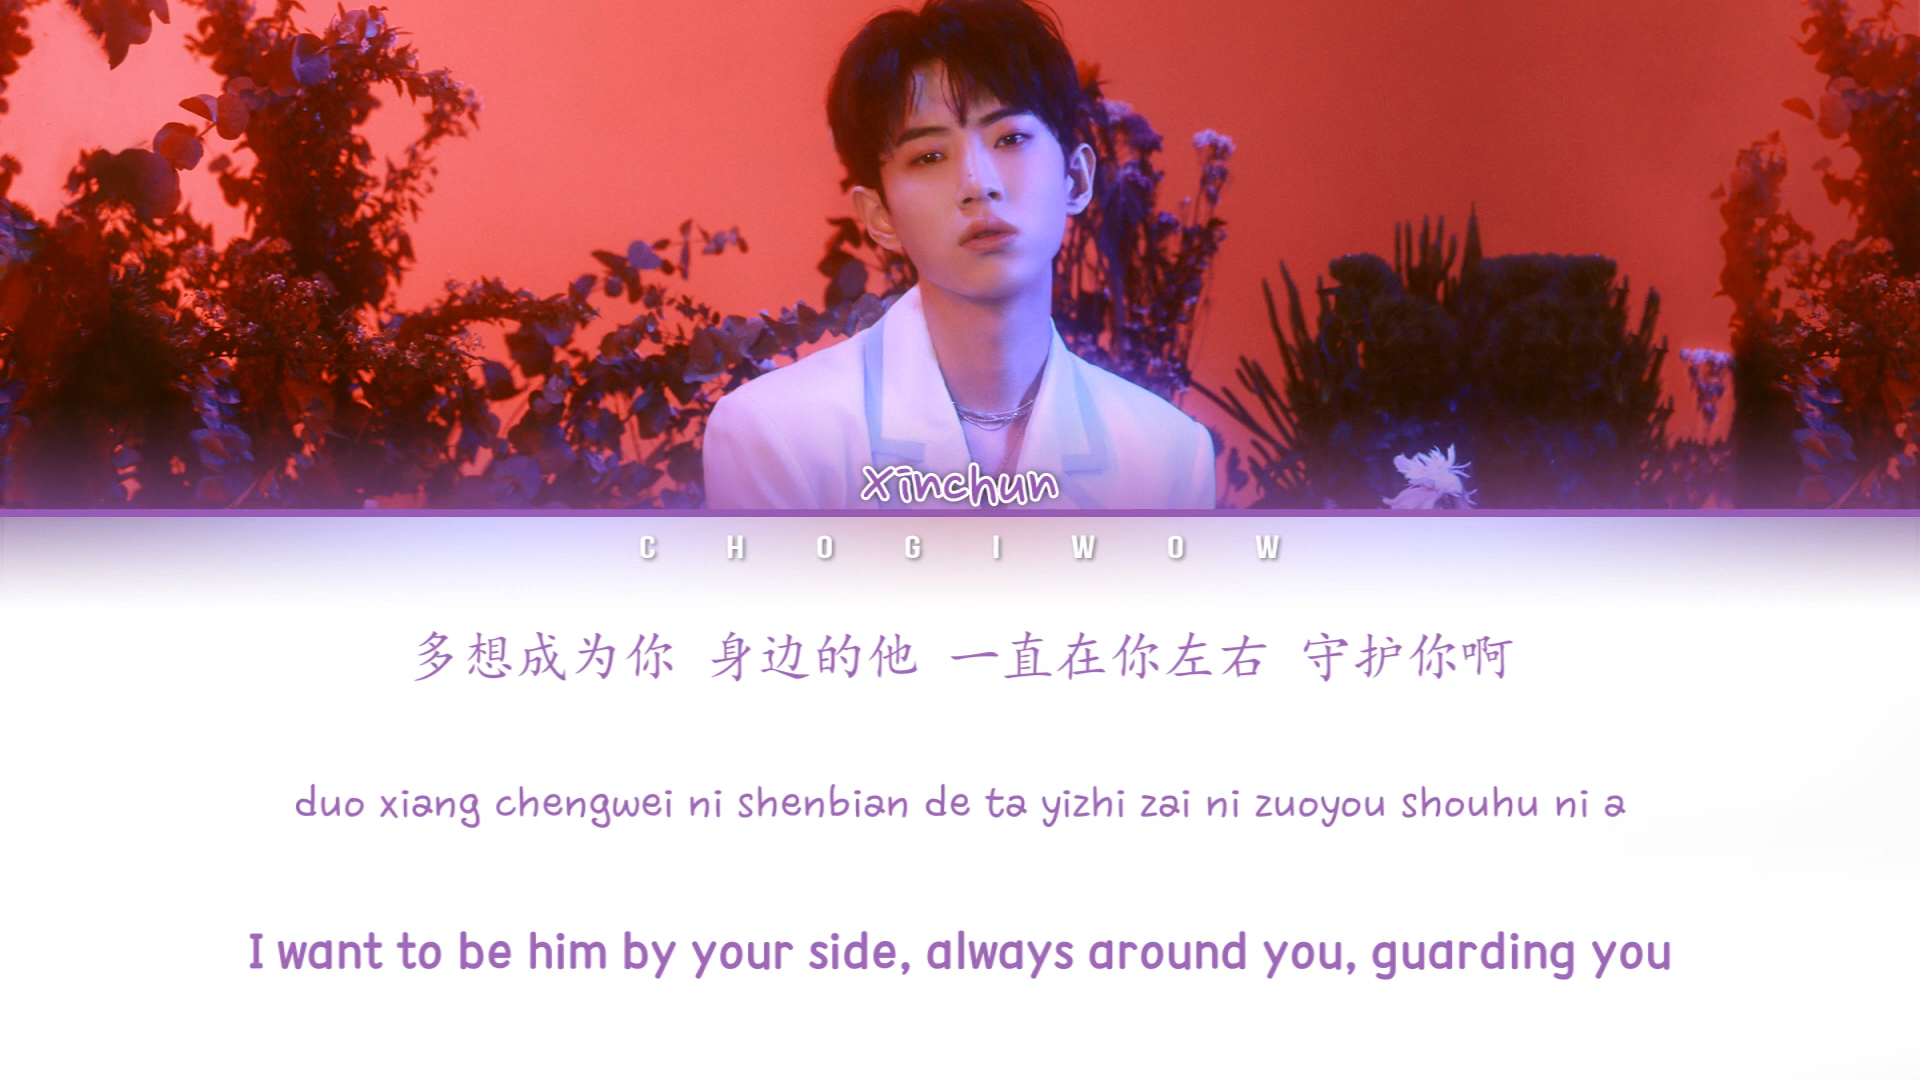 xinchun
CHOGIWOW
多想成为你 身边的他 一直在你左右 守护你啊
duo xiang chengwei ni shenbian de ta yizhi zai ni zuoyou shouhu ni a
I want to be him by your side, always around you, guarding you